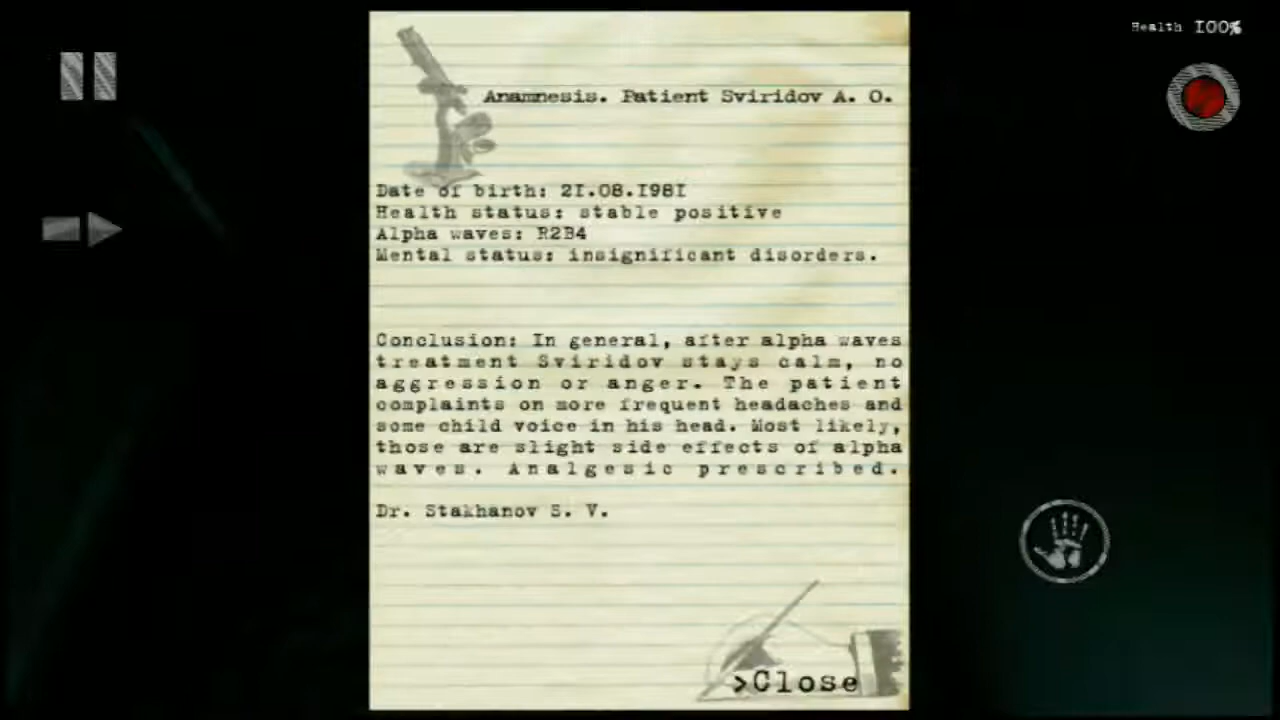 Health 100%
Anamnesis. Patient Sviridov A. O.
Date of birth: 21.08.1981
Health status: stable positive
Alpha waves: R2B4
Mental status: insignificant disorders.
Conclusion: In general, after alpha waves
treatment Sviridov stays calm, no
aggression or anger. The patient
complaints on more frequent headaches and
some child voice in his head. Most likely,
those are slight side effects of alpha
waves. Analgesic prescribed.
Dr. Stakhanov S. V.
>Close